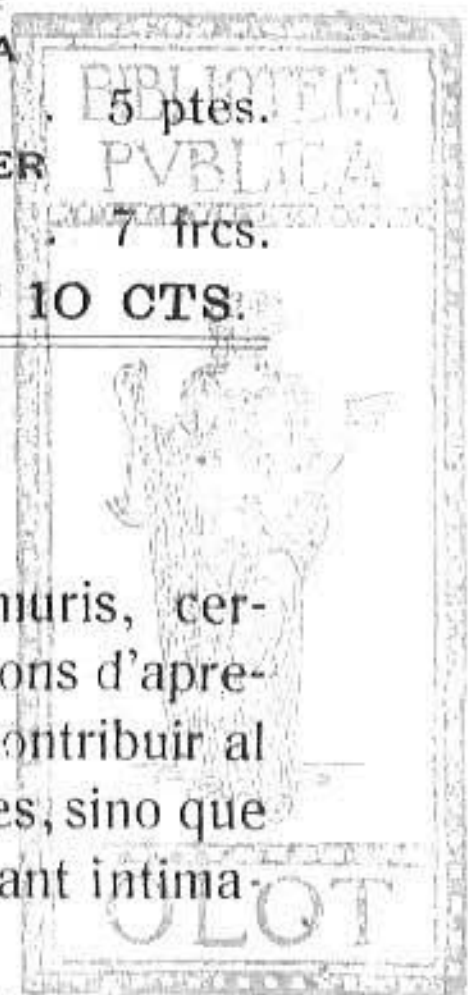 A
. 5 ptes.
ER
. 7 frcs.
10 CTS.
muris, cer-
ons d'apre-
contribuir al
es, sino que
ant intima-
BIBLIOTECA
PVBLICA
OLOT